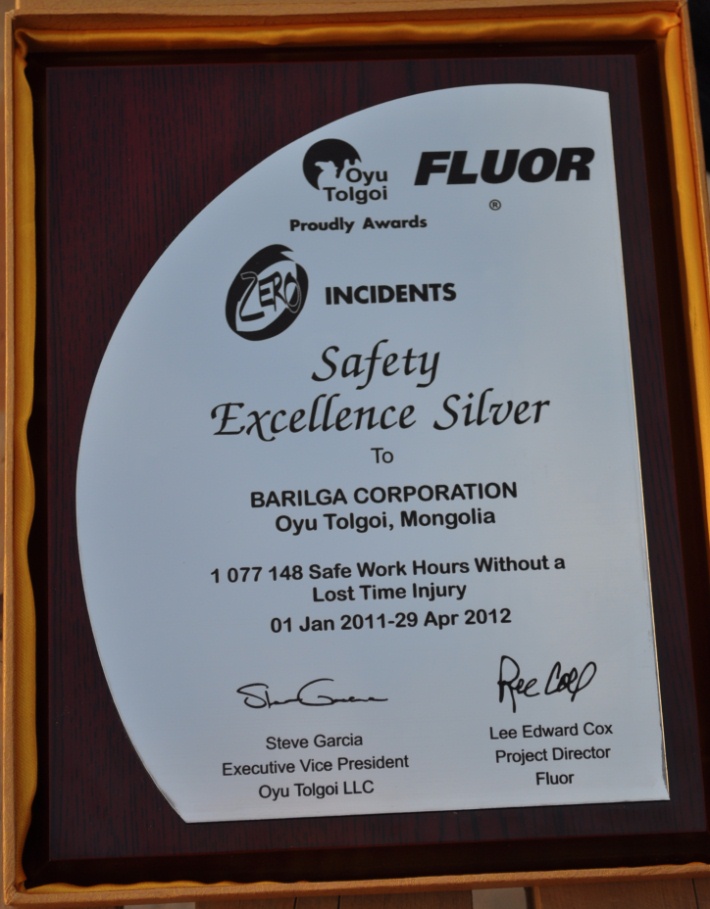 Oyu
Tolgoi
FLUOR
®
Proudly Awards
ZERO INCIDENTS
Safety
Excellence Silver
To
BARILGA CORPORATION
Oyu Tolgoi, Mongolia
1 077 148 Safe Work Hours Without a
Lost Time Injury
01 Jan 2011-29 Apr 2012
Steve Garcia
Executive Vice President
Oyu Tolgoi LLC
Lee Edward Cox
Project Director
Fluor